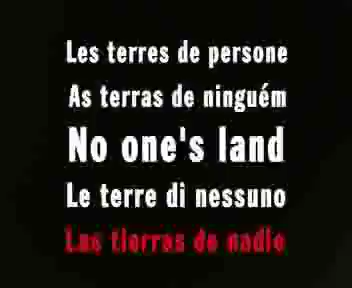 Les terres de persone
As terras de ninguém
No one's land
Le terre di nessuno
Las tierras de nadie